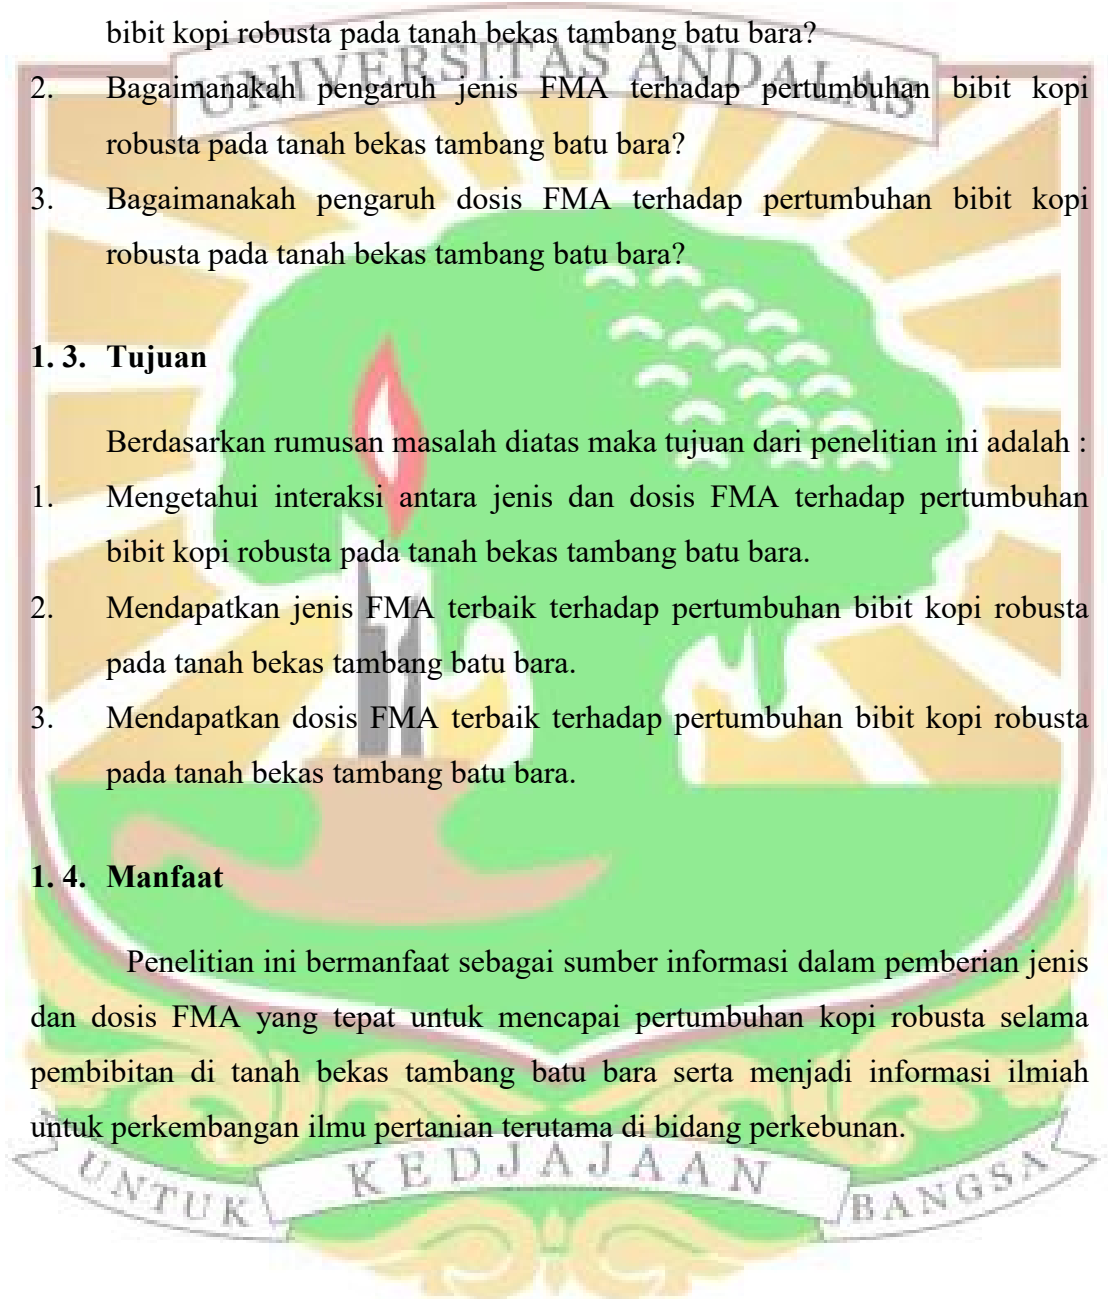 bibit kopi robusta pada tanah bekas tambang batu bara?
UNIVERSITAS ANDALAS
2. Bagaimanakah pengaruh jenis FMA terhadap pertumbuhan bibit kopi
robusta pada tanah bekas tambang batu bara?
3. Bagaimanakah pengaruh dosis FMA terhadap pertumbuhan bibit kopi
robusta pada tanah bekas tambang batu bara?
1. 3. Tujuan
Berdasarkan rumusan masalah diatas maka tujuan dari penelitian ini adalah :
1. Mengetahui interaksi antara jenis dan dosis FMA terhadap pertumbuhan
bibit kopi robusta pada tanah bekas tambang batu bara.
2. Mendapatkan jenis FMA terbaik terhadap pertumbuhan bibit kopi robusta
pada tanah bekas tambang batu bara.
3. Mendapatkan dosis FMA terbaik terhadap pertumbuhan bibit kopi robusta
pada tanah bekas tambang batu bara.
1. 4. Manfaat
Penelitian ini bermanfaat sebagai sumber informasi dalam pemberian jenis
dan dosis FMA yang tepat untuk mencapai pertumbuhan kopi robusta selama
pembibitan di tanah bekas tambang batu bara serta menjadi informasi ilmiah
untuk perkembangan ilmu pertanian terutama di bidang perkebunan.
UNTUK KEDJAJAAN BANGSA